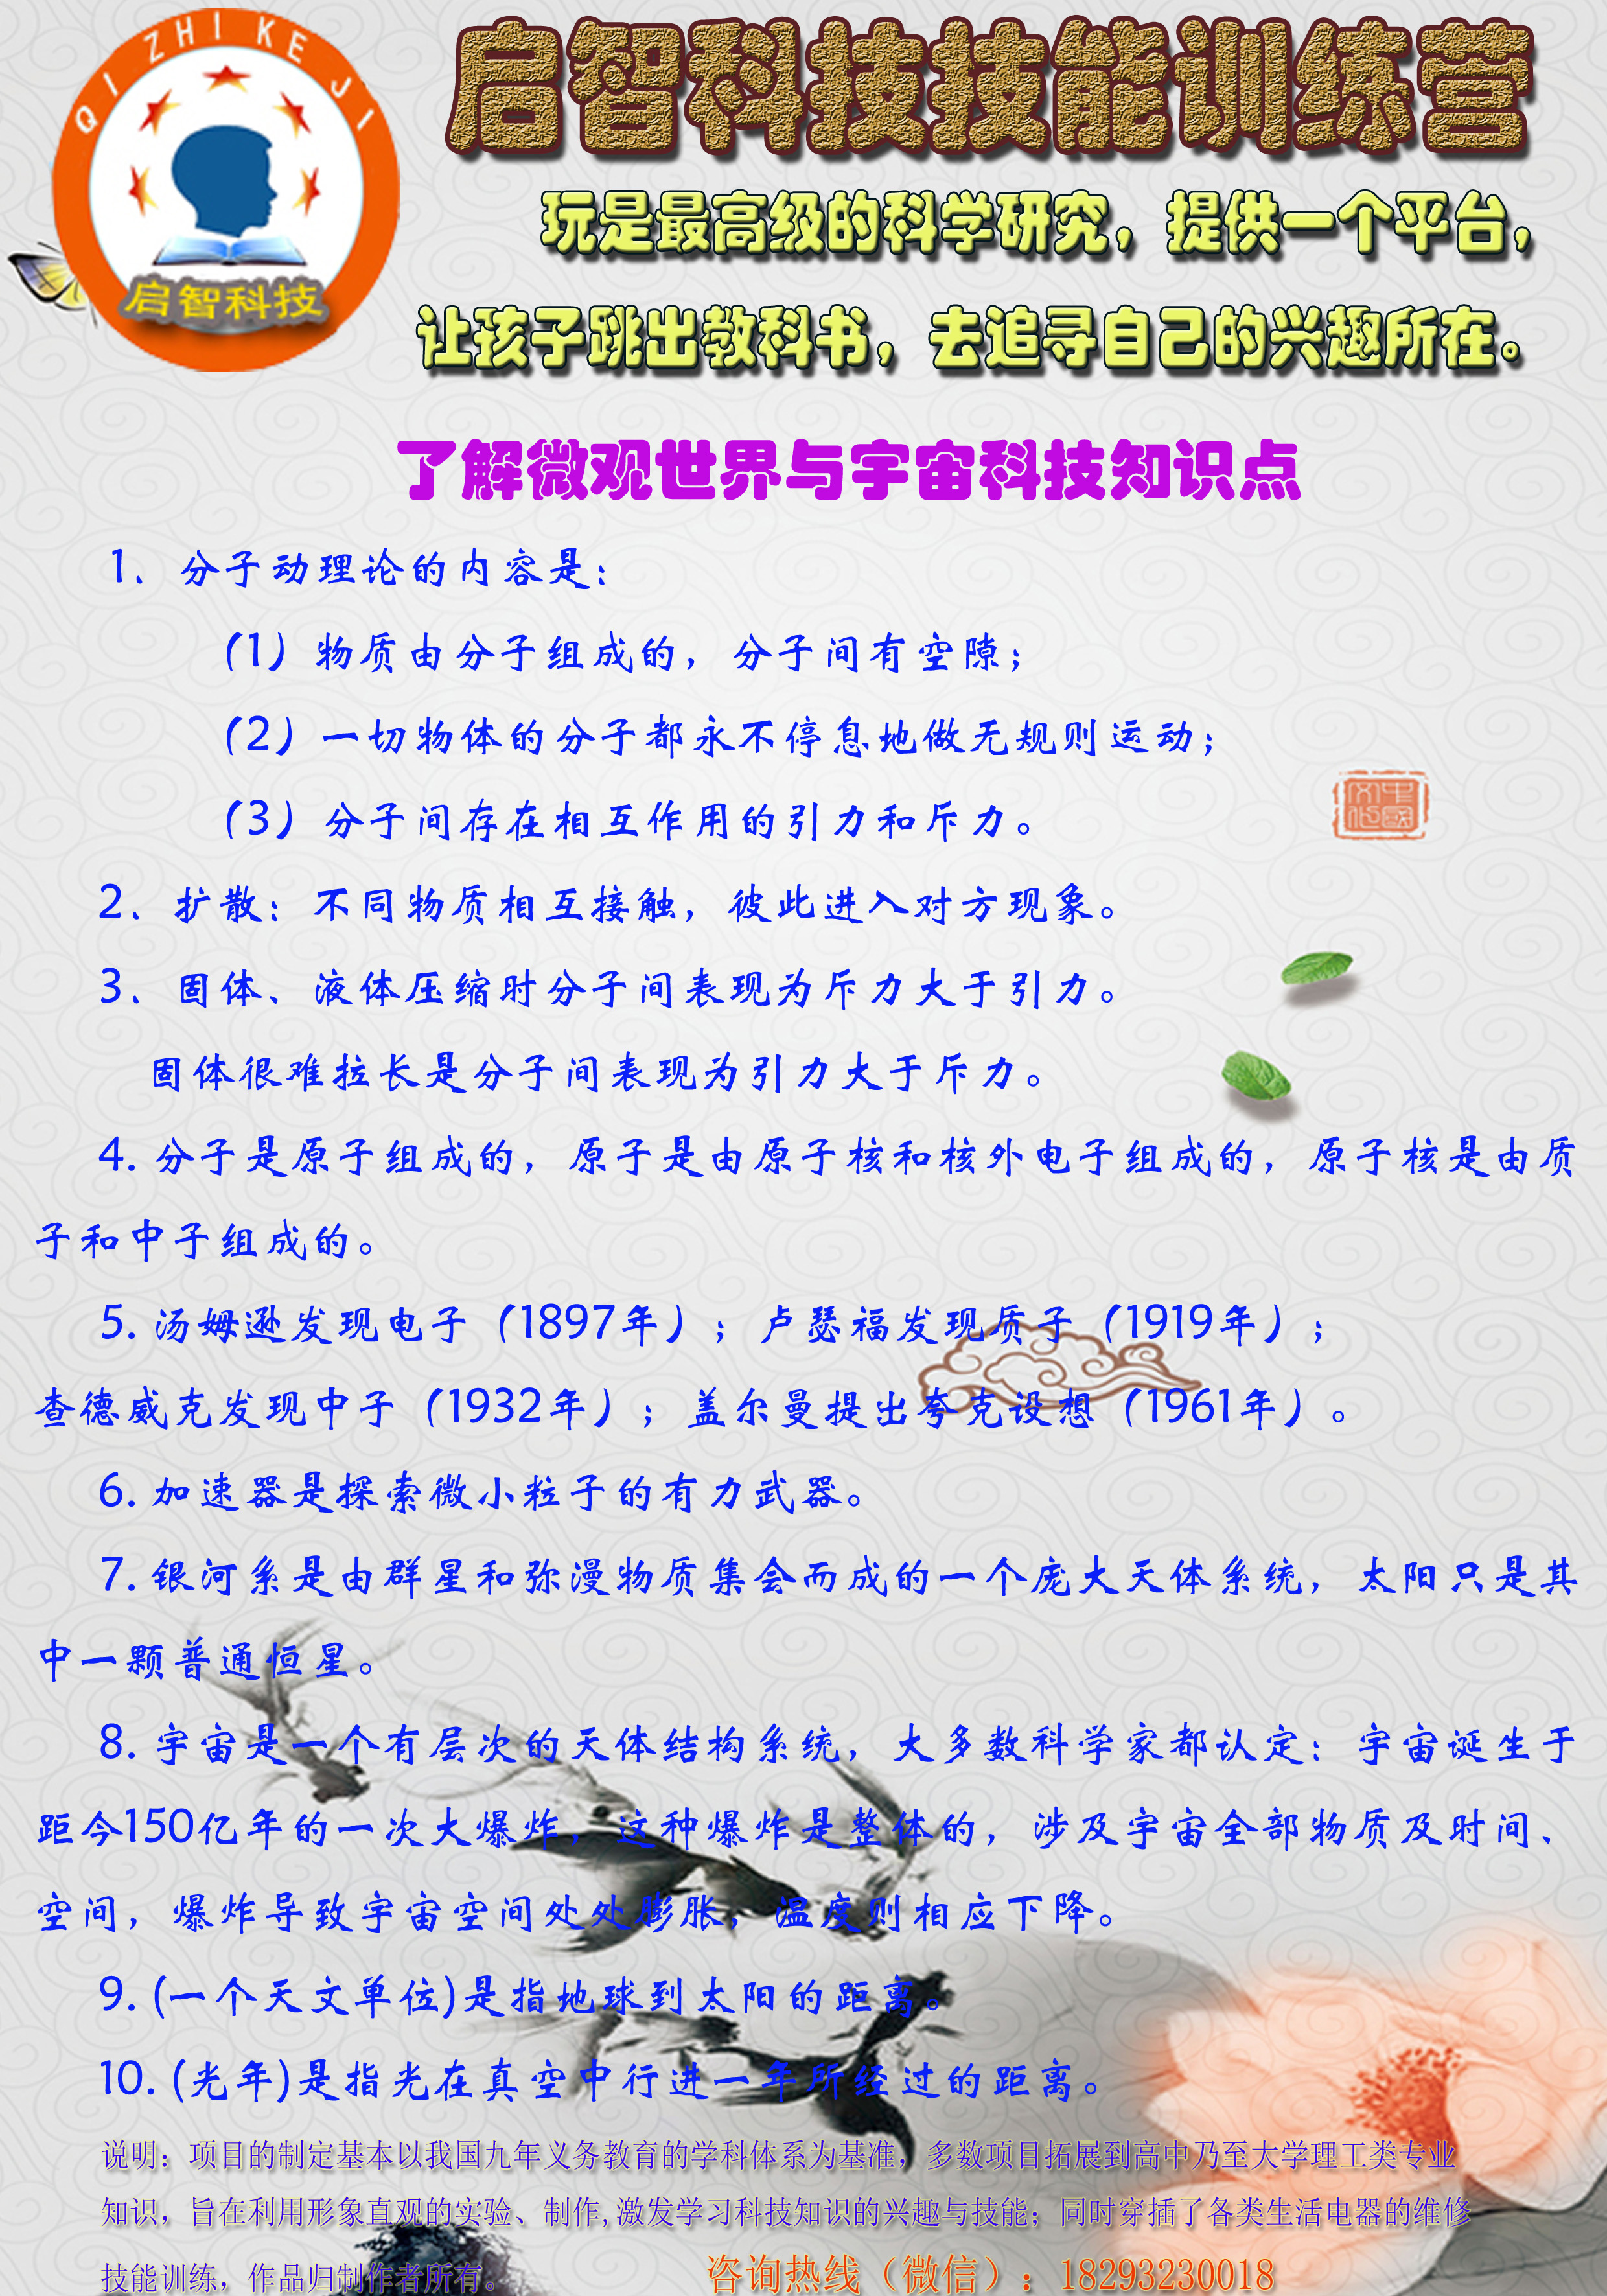 QI ZHI KE JI
启智科技
启智科技技能训练营
玩是最高级的科学研究，提供一个平台，
让孩子跳出教科书，去追寻自己的兴趣所在。
了解微观世界与宇宙科技知识点
1、分子动理论的内容是：
（1）物质由分子组成的，分子间有空隙；
（2）一切物体的分子都永不停息地做无规则运动；
（3）分子间存在相互作用的引力和斥力。
中國
文化
2、扩散：不同物质相互接触，彼此进入对方现象。
3、固体、液体压缩时分子间表现为斥力大于引力。
固体很难拉长是分子间表现为引力大于斥力。
4. 分子是原子组成的，原子是由原子核和核外电子组成的，原子核是由质
子和中子组成的。
5. 汤姆逊发现电子（1897年）；卢瑟福发现质子（1919年）；
查德威克发现中子（1932年）；盖尔曼提出夸克设想（1961年）。
6. 加速器是探索微小粒子的有力武器。
7. 银河系是由群星和弥漫物质集会而成的一个庞大天体系统，太阳只是其
中一颗普通恒星。
8. 宇宙是一个有层次的天体结构系统，大多数科学家都认定：宇宙诞生于
距今150亿年的一次大爆炸，这种爆炸是整体的，涉及宇宙全部物质及时间、
空间，爆炸导致宇宙空间处处膨胀，温度则相应下降。
9. (一个天文单位)是指地球到太阳的距离。
10. (光年)是指光在真空中行进一年所经过的距离。
说明：项目的制定基本以我国九年义务教育的学科体系为基准，多数项目拓展到高中乃至大学理工类专业
知识，旨在利用形象直观的实验、制作,激发学习科技知识的兴趣与技能；同时穿插了各类生活电器的维修
技能训练，作品归制作者所有。
咨询热线（微信）：18293230018